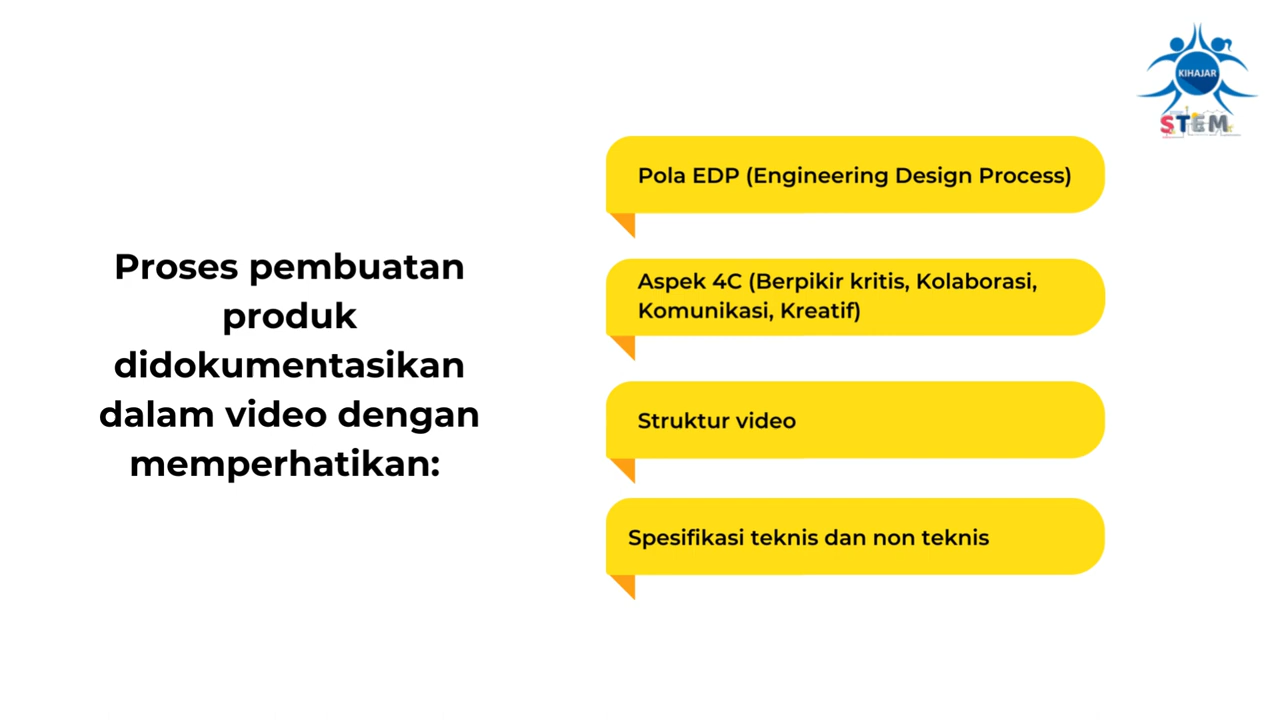 KIHAJAR
STEM
Proses pembuatan
produk
didokumentasikan
dalam video dengan
memperhatikan:
Pola EDP (Engineering Design Process)
Aspek 4C (Berpikir kritis, Kolaborasi,
Komunikasi, Kreatif)
Struktur video
Spesifikasi teknis dan non teknis